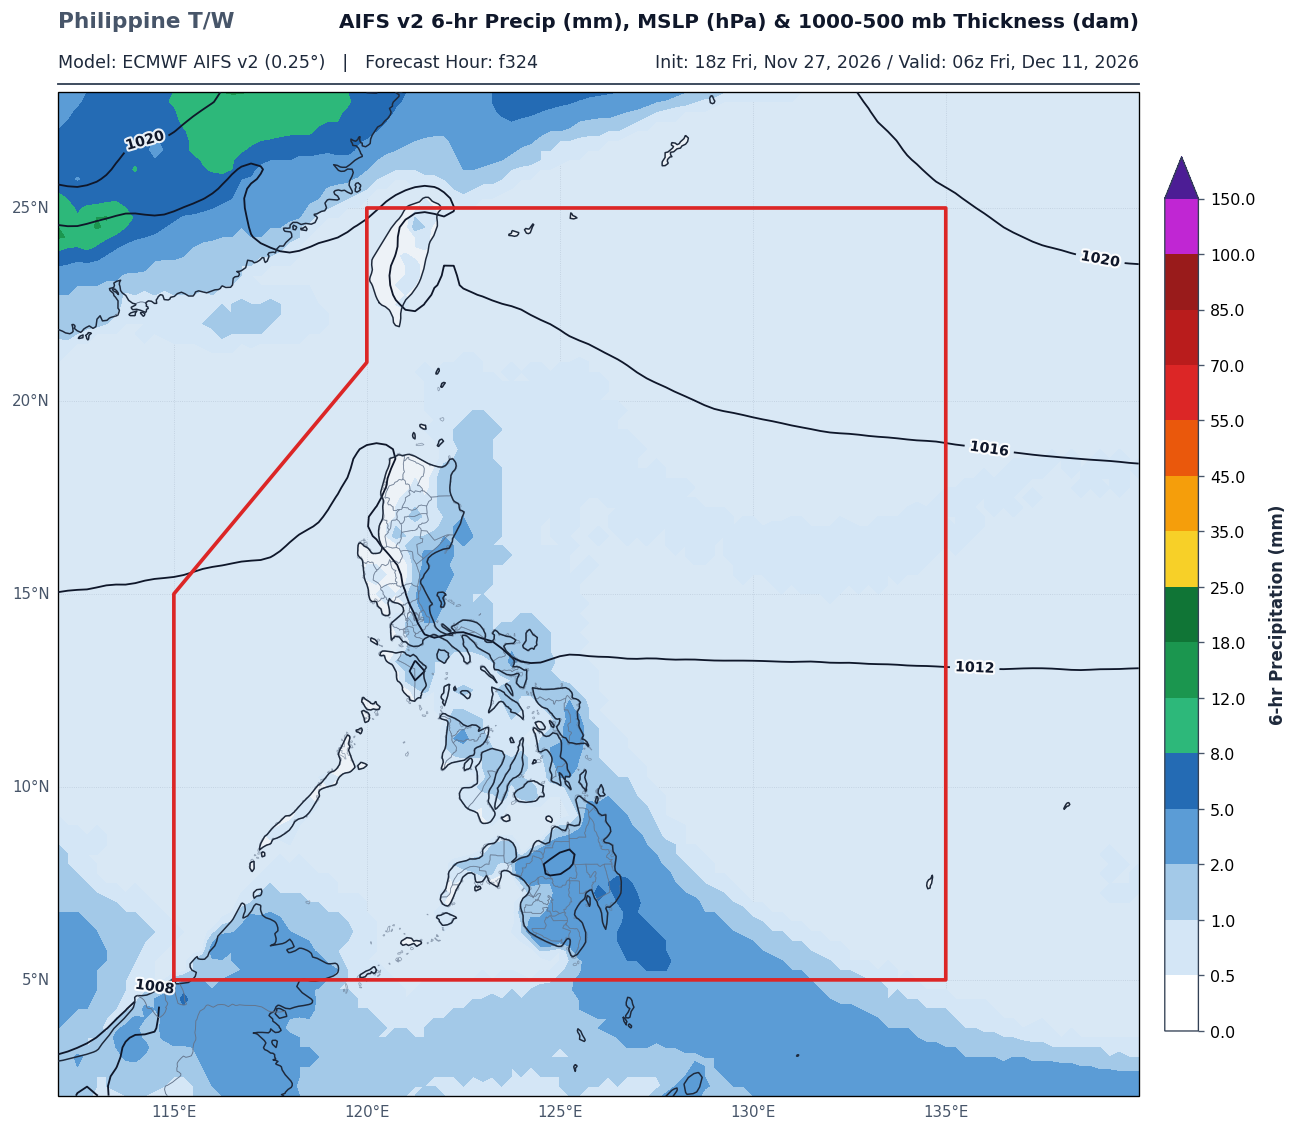 Philippine T/W
AIFS v2 6-hr Precip (mm), MSLP (hPa) & 1000-500 mb Thickness (dam)
Model: ECMWF AIFS v2 (0.25°) | Forecast Hour: f324
Init: 18z Fri, Nov 27, 2026 / Valid: 06z Fri, Dec 11, 2026
1020
1020
1016
1012
1008
25°N
20°N
15°N
10°N
5°N
115°E
120°E
125°E
130°E
135°E
150.0
100.0
85.0
70.0
55.0
45.0
35.0
25.0
18.0
12.0
8.0
5.0
2.0
1.0
0.5
0.0
6-hr Precipitation (mm)